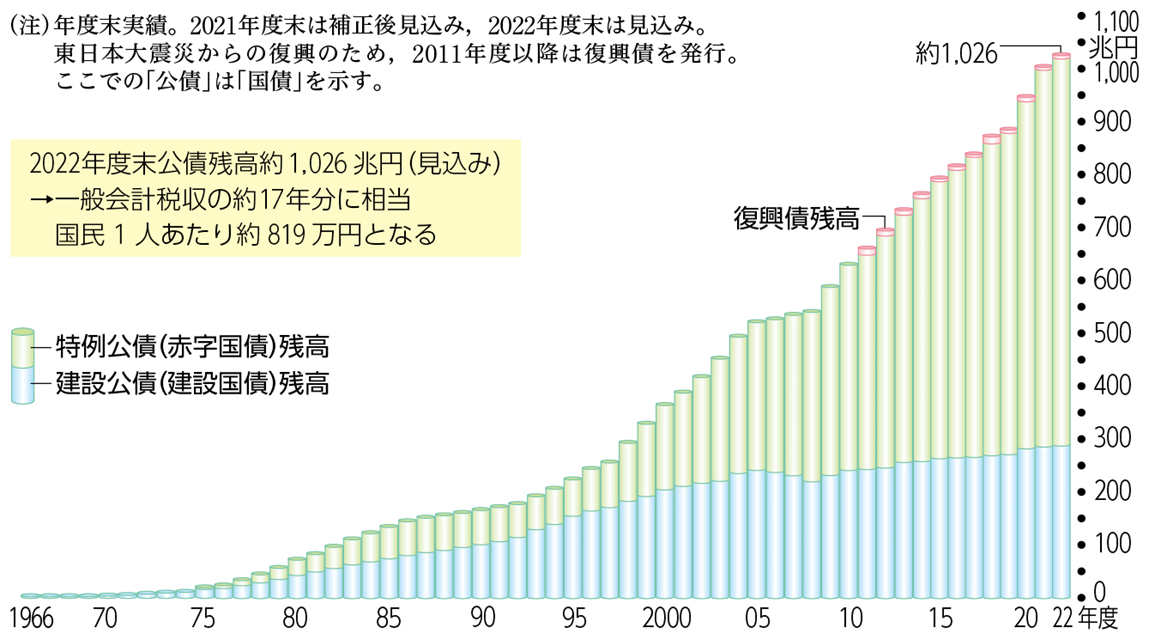 (注)年度末実績。2021年度末は補正後見込み，2022年度末は見込み。
東日本大震災からの復興のため，2011年度以降は復興債を発行。
ここでの「公債」は「国債」を示す。
2022年度末公債残高約1,026兆円(見込み)
→一般会計税収の約17年分に相当
国民1人あたり約819万円となる
特例公債(赤字国債)残高
建設公債(建設国債)残高
約1,026
復興債残高
1,100
兆円
1,000
900
800
700
600
500
400
300
200
100
0
1966 70 75 80 85 90 95 2000 05 10 15 20 22年度